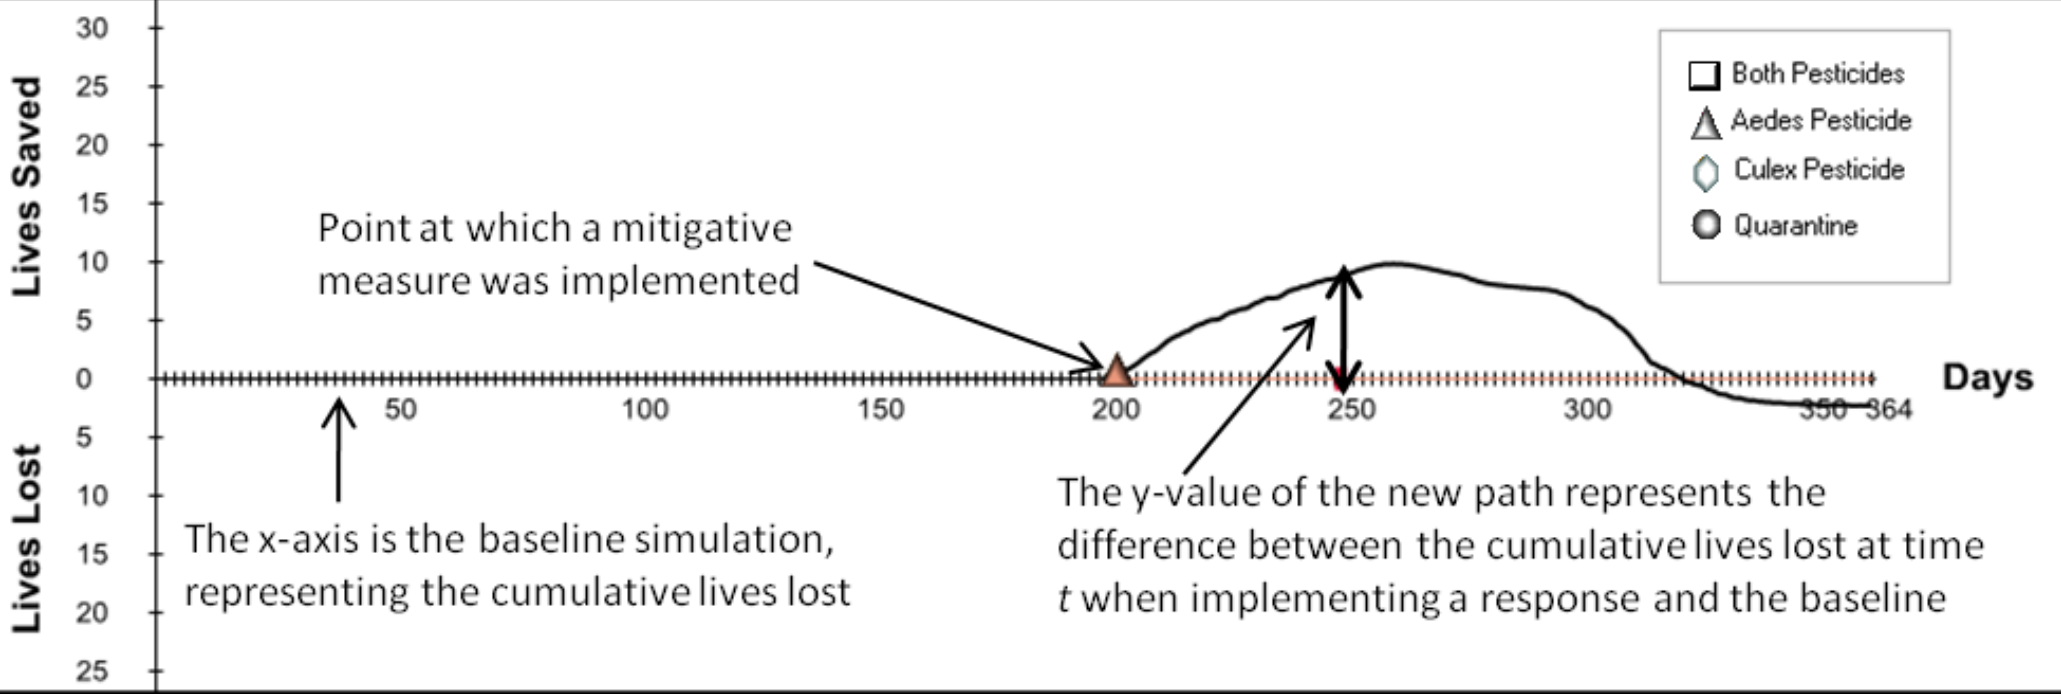 Lives Saved
Lives Lost
30
25
20
15
10
5
0
5
10
15
20
25
Point at which a mitigative
measure was implemented
Both Pesticides
Aedes Pesticide
Culex Pesticide
Quarantine
50 100 150 200 250 300 350 364
Days
The x-axis is the baseline simulation,
representing the cumulative lives lost
The y-value of the new path represents the
difference between the cumulative lives lost at time
t when implementing a response and the baseline